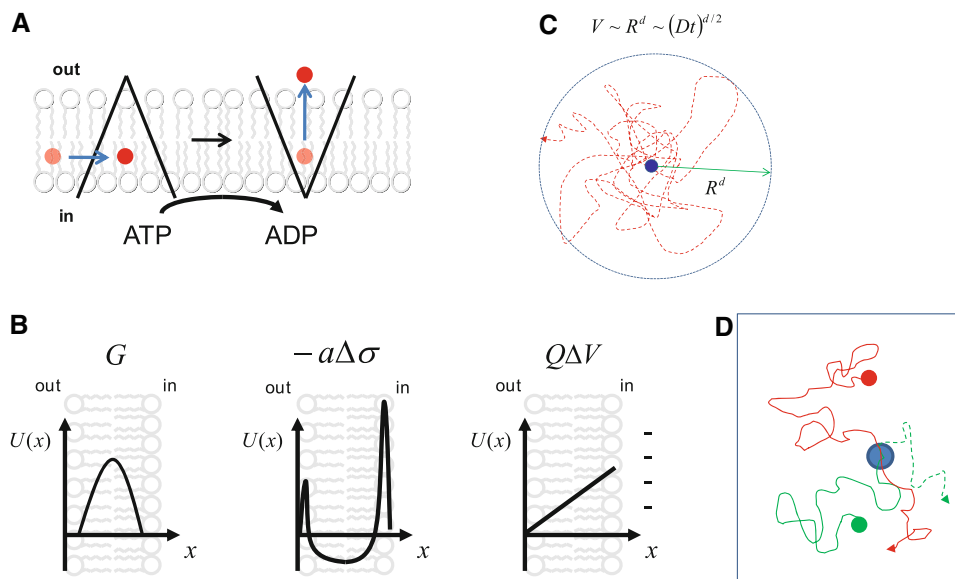 A
out
in
ATP
ADP
B
G
out
in
U(x)
x
− aΔσ
out
in
U(x)
x
QΔV
out
in
U(x)
x
C
V ~ R^d ~ (Dt)^{d/2}
R^d
D